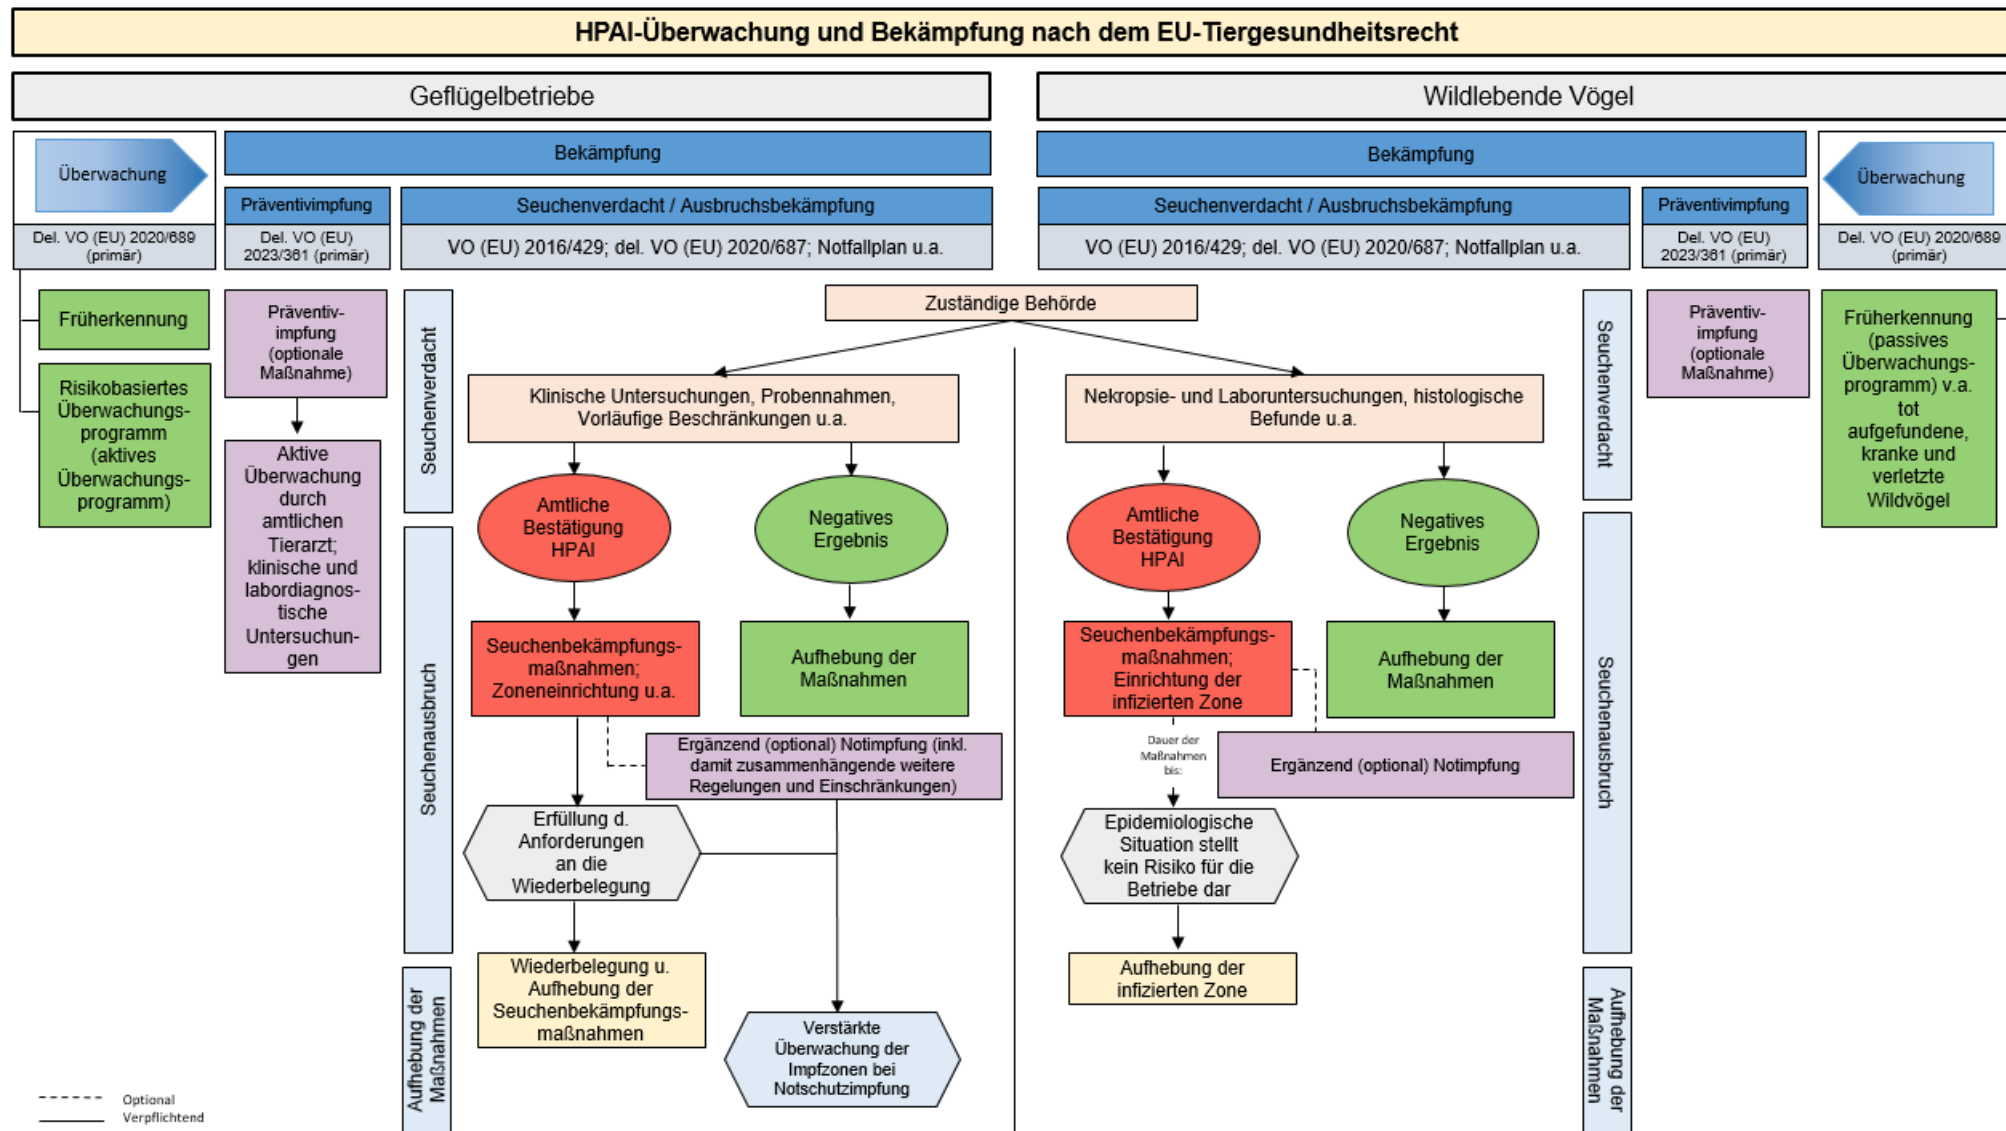 HPAI-Überwachung und Bekämpfung nach dem EU-Tiergesundheitsrecht
Geflügelbetriebe
Wildlebende Vögel
Überwachung
Bekämpfung
Bekämpfung
Überwachung
Präventivimpfung
Seuchenverdacht / Ausbruchsbekämpfung
Seuchenverdacht / Ausbruchsbekämpfung
Präventivimpfung
Del. VO (EU) 2020/689
(primär)
Del. VO (EU)
2023/361 (primär)
VO (EU) 2016/429; del. VO (EU) 2020/687; Notfallplan u.a.
VO (EU) 2016/429; del. VO (EU) 2020/687; Notfallplan u.a.
Del. VO (EU)
2023/361 (primär)
Del. VO (EU) 2020/689
(primär)
Früherkennung
Risikobasiertes
Überwachungs-
programm
(aktives
Überwachungs-
programm)
Präventiv-
impfung
(optionale
Maßnahme)
Aktive
Überwachung
durch
amtlichen
Tierarzt;
klinische und
labordiagnos-
tische
Untersuchun-
gen
Seuchenverdacht
Seuchenausbruch
Aufhebung der
Maßnahmen
Zuständige Behörde
Klinische Untersuchungen, Probennahmen,
Vorläufige Beschränkungen u.a.
Amtliche
Bestätigung
HPAI
Negatives
Ergebnis
Seuchenbekämpfungs-
maßnahmen;
Zoneneinrichtung u.a.
Aufhebung der
Maßnahmen
Ergänzend (optional) Notimpfung (inkl.
damit zusammenhängende weitere
Regelungen und Einschränkungen)
Erfüllung d.
Anforderungen
an die
Wiederbelegung
Wiederbelegung u.
Aufhebung der
Seuchenbekämpfungs-
maßnahmen
Verstärkte
Überwachung der
Impfzonen bei
Notschutzimpfung
Nekropsie- und Laboruntersuchungen, histologische
Befunde u.a.
Amtliche
Bestätigung
HPAI
Negatives
Ergebnis
Seuchenbekämpfungs-
maßnahmen;
Einrichtung der
infizierten Zone
Aufhebung der
Maßnahmen
Dauer der
Maßnahmen
bis:
Ergänzend (optional) Notimpfung
Epidemiologische
Situation stellt
kein Risiko für die
Betriebe dar
Aufhebung der
infizierten Zone
Seuchenverdacht
Seuchenausbruch
Aufhebung der
Maßnahmen
Präventiv-
impfung
(optionale
Maßnahme)
Früherkennung
(passives
Überwachungs-
programm) v.a.
tot
aufgefundene,
kranke und
verletzte
Wildvögel
Optional
Verpflichtend